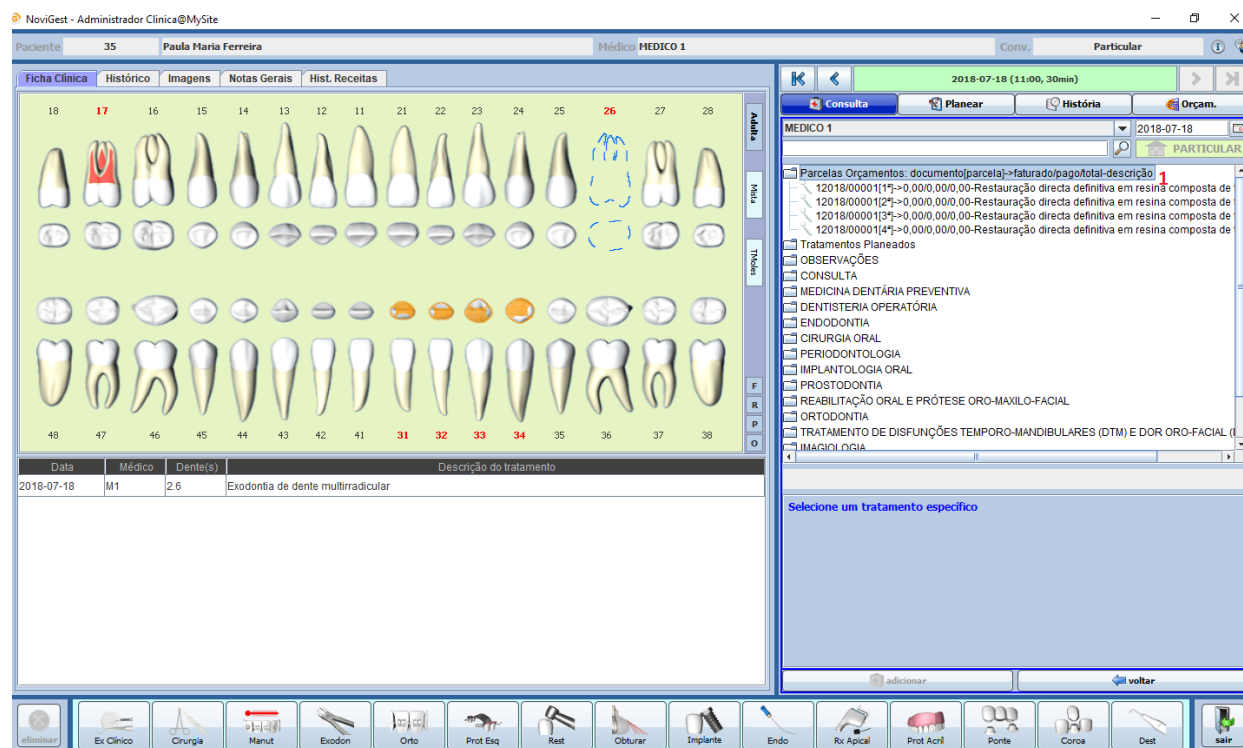 NoviGest - Administrador Clinica@MySite
Paciente 35 Paula Maria Ferreira Médico MEDICO 1 Conv. Particular
Ficha Clínica Histórico Imagens Notas Gerais Hist. Receitas
18 17 16 15 14 13 12 11 21 22 23 24 25 26 27 28
Adulta
Mista
TMoles
F
R
P
O
48 47 46 45 44 43 42 41 31 32 33 34 35 36 37 38
Data Médico Dente(s) Descrição do tratamento
2018-07-18 M1 2.6 Exodontia de dente multirradicular
2018-07-18 (11:00, 30min)
Consulta Planear História Orçam.
MEDICO 1 2018-07-18
PARTICULAR
Parcelas Orçamentos: documento[parcela]->faturado/pago/total-descrição 1
12018/00001[1ª]->0,00/0,00/0,00-Restauração directa definitiva em resina composta de
12018/00001[2ª]->0,00/0,00/0,00-Restauração directa definitiva em resina composta de
12018/00001[3ª]->0,00/0,00/0,00-Restauração directa definitiva em resina composta de
12018/00001[4ª]->0,00/0,00/0,00-Restauração directa definitiva em resina composta de
Tratamentos Planeados
OBSERVAÇÕES
CONSULTA
MEDICINA DENTÁRIA PREVENTIVA
DENTISTERIA OPERATÓRIA
ENDODONTIA
CIRURGIA ORAL
PERIODONTOLOGIA
IMPLANTOLOGIA ORAL
PROSTODONTIA
REABILITAÇÃO ORAL E PRÓTESE ORO-MAXILO-FACIAL
ORTODONTIA
TRATAMENTO DE DISFUNÇÕES TEMPORO-MANDIBULARES (DTM) E DOR ORO-FACIAL
IMAGIOLOGIA
Selecione um tratamento específico
adicionar voltar
eliminar Ex Clínico Cirurgia Manut Exodon Orto Prot Esq Rest Obturar Implante Endo Rx Apical Prot Acril Ponte Coroa Dest sair